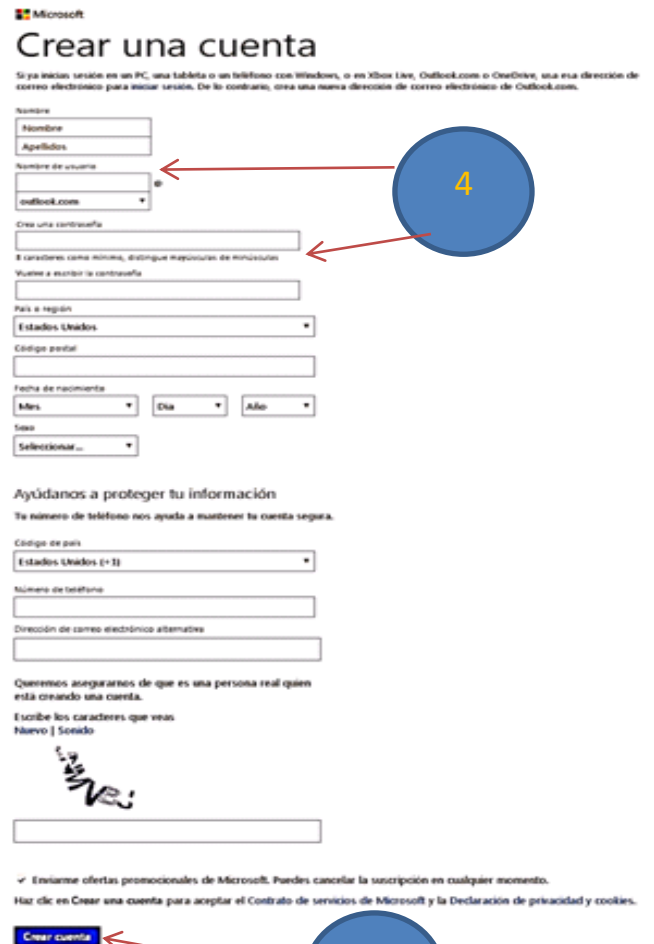 Microsoft
Crear una cuenta
Si ya inicias sesión en un PC, una tableta o un teléfono con Windows, o en Xbox Live, Outlook.com o OneDrive, usa esa dirección de
correo electrónico para iniciar sesión. De lo contrario, crea una nueva dirección de correo electrónico de Outlook.com.
Nombre
Nombre
Apellidos
Nombre de usuario
@
outlook.com
4
Crea una contraseña
8 caracteres como mínimo, distingue mayúsculas de minúsculas
Vuelve a escribir la contraseña
País o región
Estados Unidos
Código postal
Fecha de nacimiento
Mes Día Año
Sexo
Seleccionar...
Ayúdanos a proteger tu información
Tu número de teléfono nos ayuda a mantener tu cuenta segura.
Código de país
Estados Unidos (+1)
Número de teléfono
Dirección de correo electrónico alternativa
Queremos asegurarnos de que es una persona real quien
está creando una cuenta.
Escribe los caracteres que veas
Nuevo | Sonido
Enviarme ofertas promocionales de Microsoft. Puedes cancelar la suscripción en cualquier momento.
Haz clic en Crear una cuenta para aceptar el Contrato de servicios de Microsoft y la Declaración de privacidad y cookies.
Crear cuenta